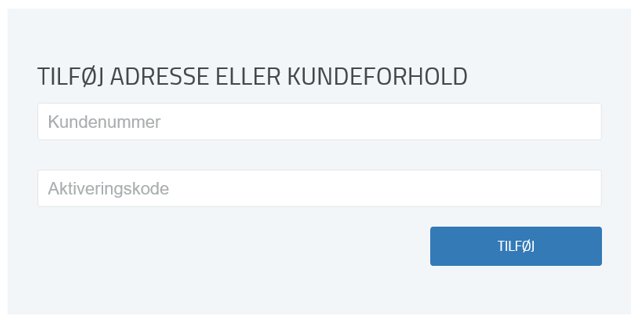 TILFØJ ADRESSE ELLER KUNDEFORHOLD
Kundenummer
Aktiveringskode
TILFØJ